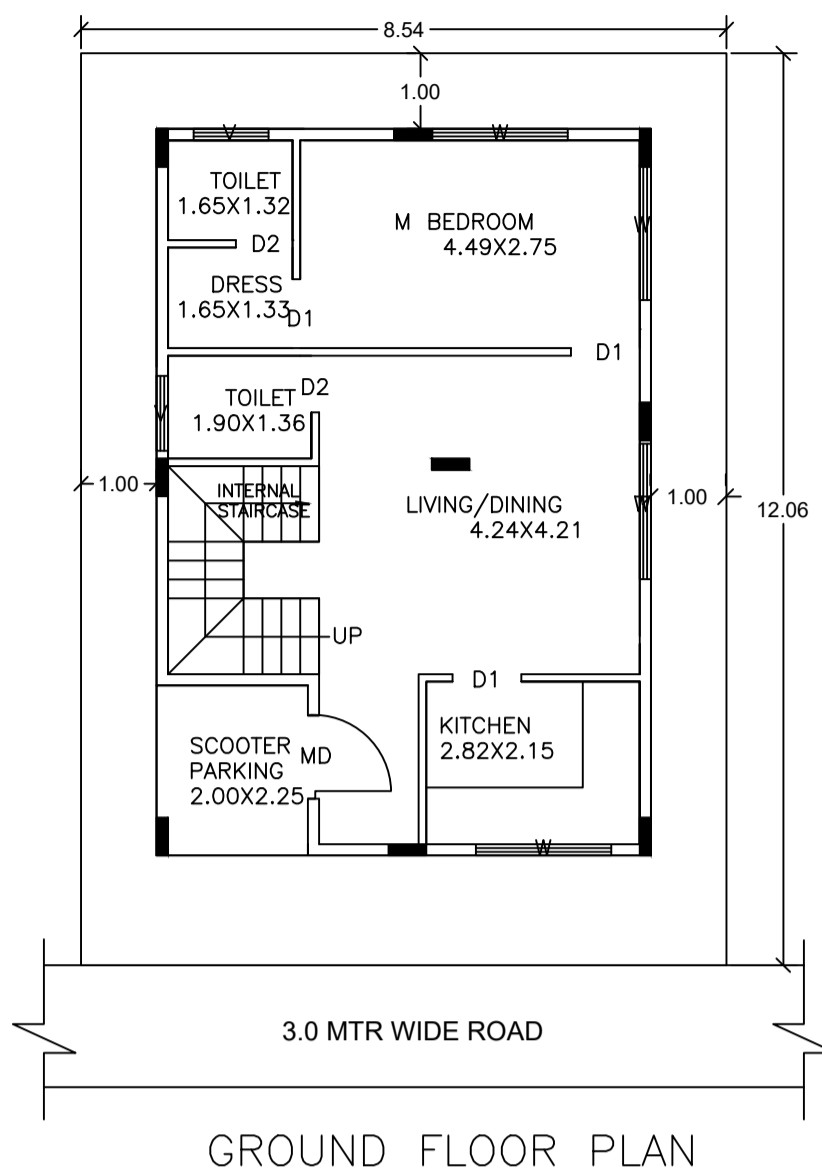 8.54
1.00
V
W
TOILET
1.65X1.32
M BEDROOM
4.49X2.75
W
D2
DRESS
1.65X1.33
D1
D1
TOILET
D2
1.90X1.36
V
1.00
INTERNAL
STAIRCASE
LIVING/DINING
4.24X4.21
W
1.00
12.06
UP
D1
SCOOTER
PARKING
2.00X2.25
MD
KITCHEN
2.82X2.15
W
3.0 MTR WIDE ROAD
GROUND FLOOR PLAN